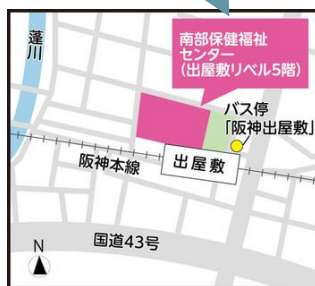 南部保健福祉
センター
(出屋敷リベル5階)
蓬川
バス停
「阪神出屋敷」
出屋敷
阪神本線
国道43号
N